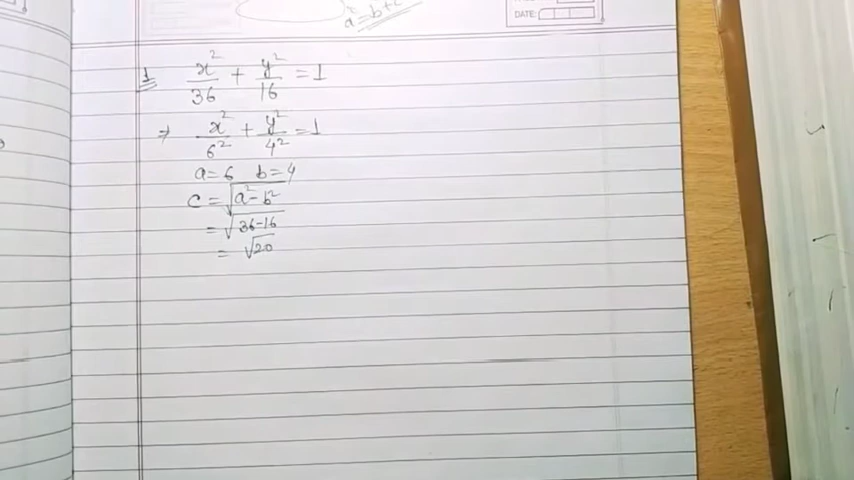 a² = b² + c²
DATE:
1 x²/36 + y²/16 = 1
⇒ x²/6² + y²/4² = 1
a = 6 b = 4
c = √(a² - b²)
= √(36-16)
= √20